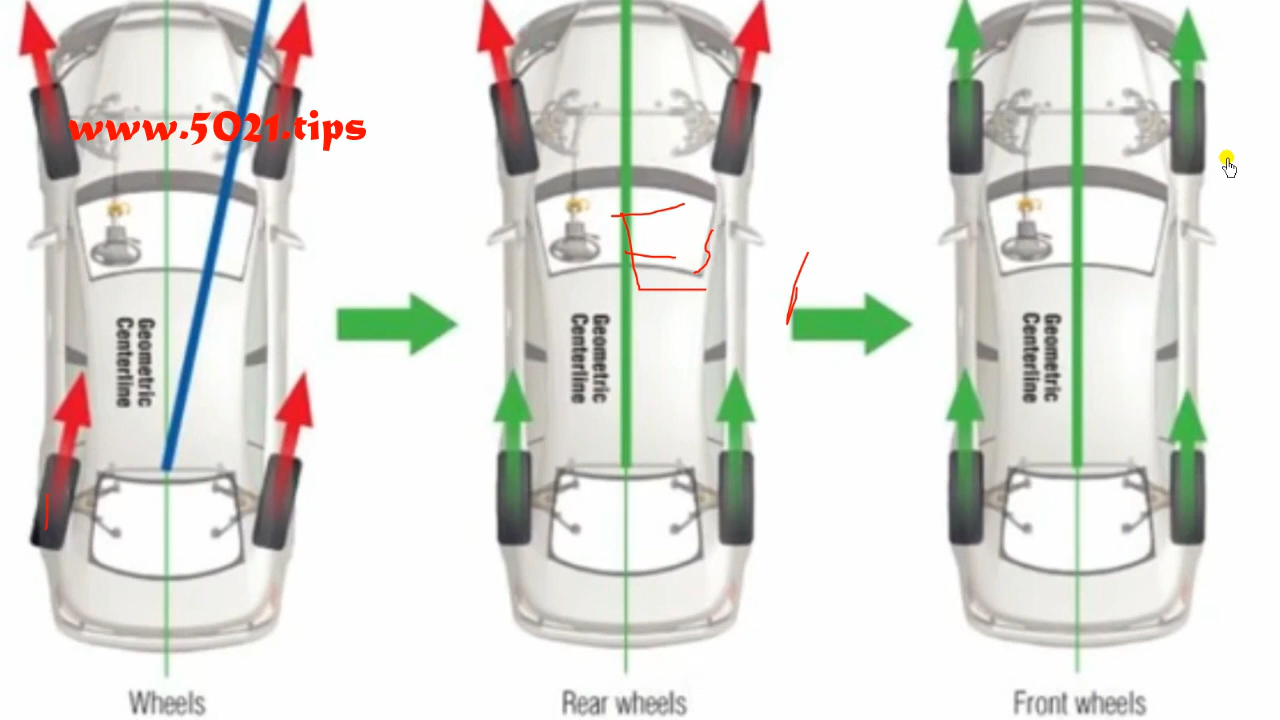 www.5021.tips
Geometric
Centerline
Geometric
Centerline
Geometric
Centerline
Wheels
Rear wheels
Front wheels